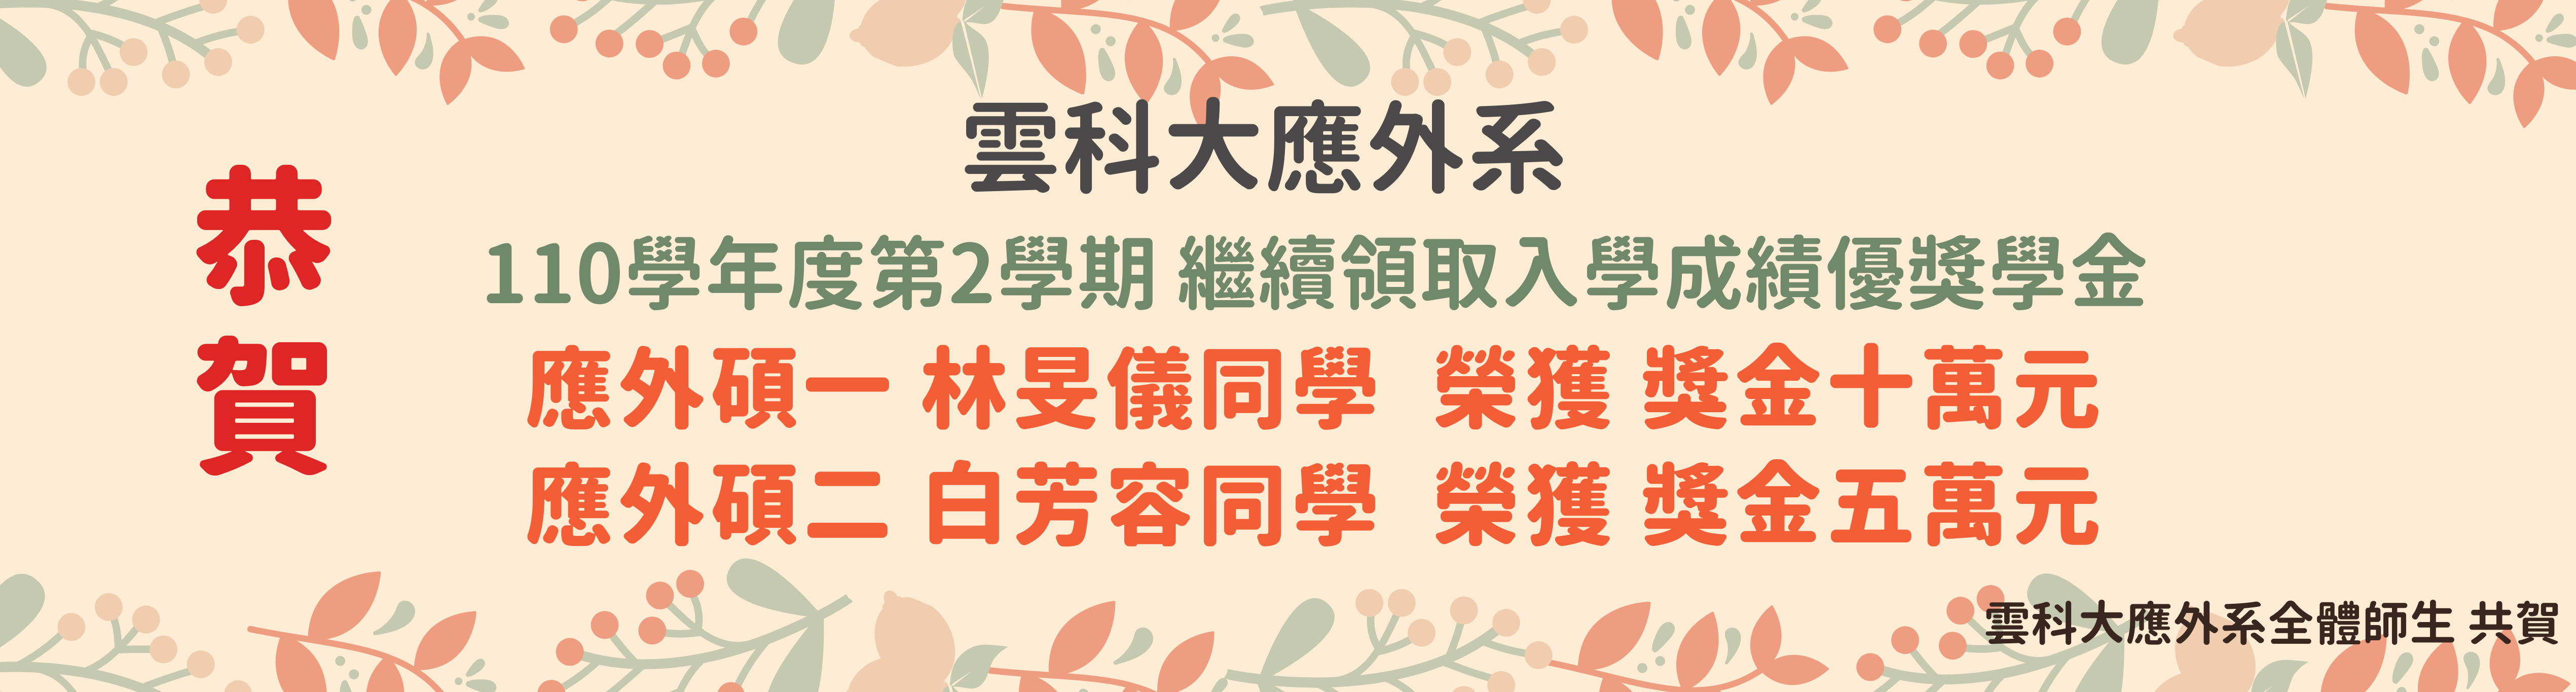 恭賀
雲科大應外系
110學年度第2學期 繼續領取入學成績優獎學金
應外碩一 林旻儀同學 榮獲 獎金十萬元
應外碩二 白芳容同學 榮獲 獎金五萬元
雲科大應外系全體師生 共賀